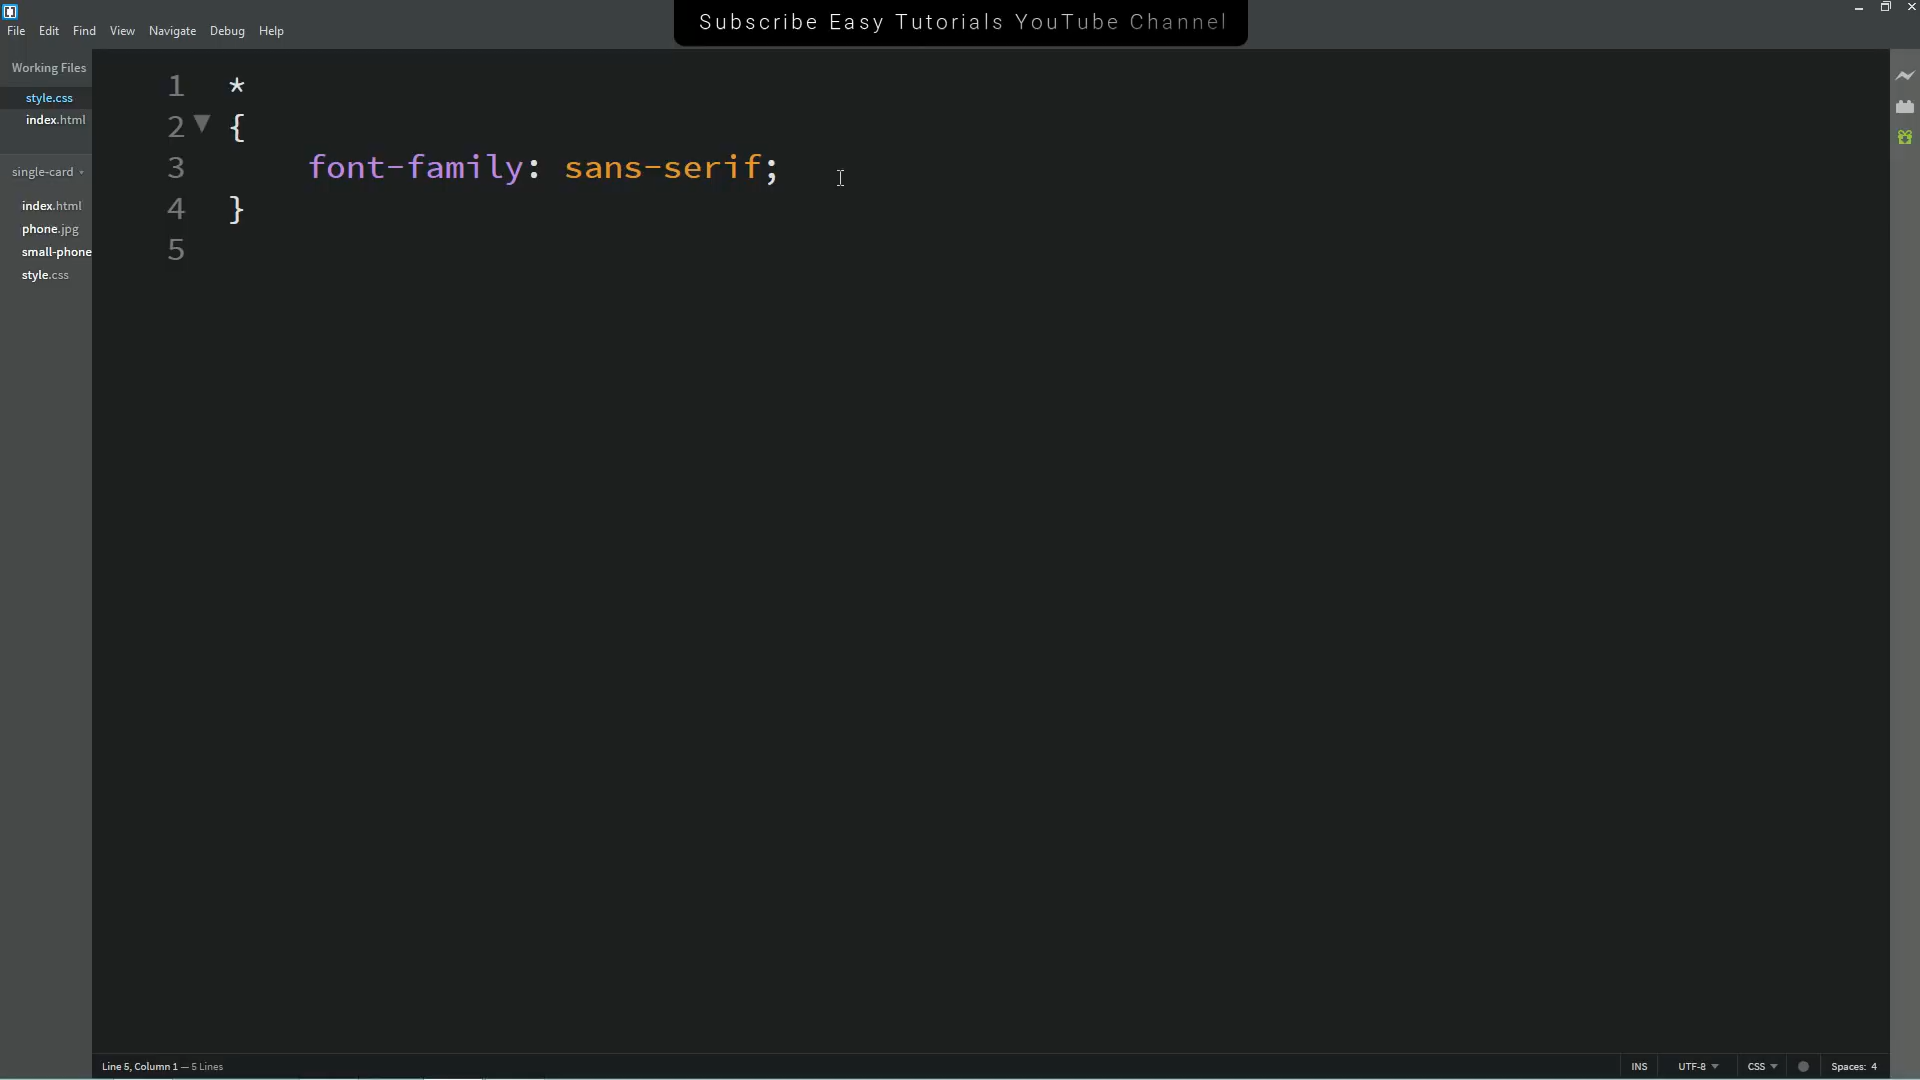 Subscribe Easy Tutorials YouTube Channel
File Edit Find View Navigate Debug Help
Working Files
style.css
index.html
single-card
index.html
phone.jpg
small-phone
style.css
1 *
2 {
3 font-family: sans-serif;
4 }
5
Line 5, Column 1 — 5 Lines
INS UTF-8 CSS Spaces: 4